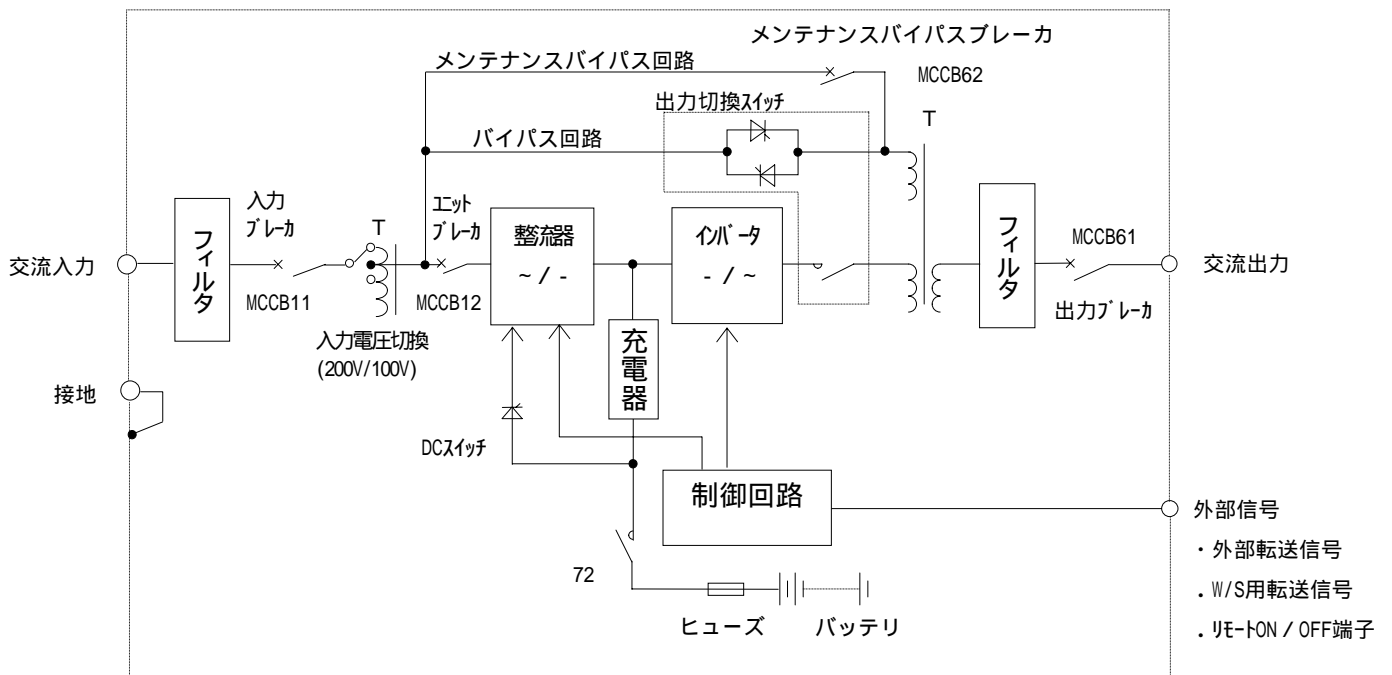 メンテナンスバイパスブレーカ
メンテナンスバイパス回路
MCCB62
出力切換スイッチ
T
バイパス回路
入力
ブレーカ
T
ユニット
ブレーカ
フィルタ
整流器
~ / -
インバータ
- / ~
フィルタ
MCCB61
交流入力
交流出力
MCCB11
MCCB12
出力ブレーカ
入力電圧切換
(200V/100V)
充電器
接地
DCスイッチ
制御回路
外部信号
・外部転送信号
．W/S用転送信号
．リモートON / OFF端子
72
ヒューズ
バッテリ